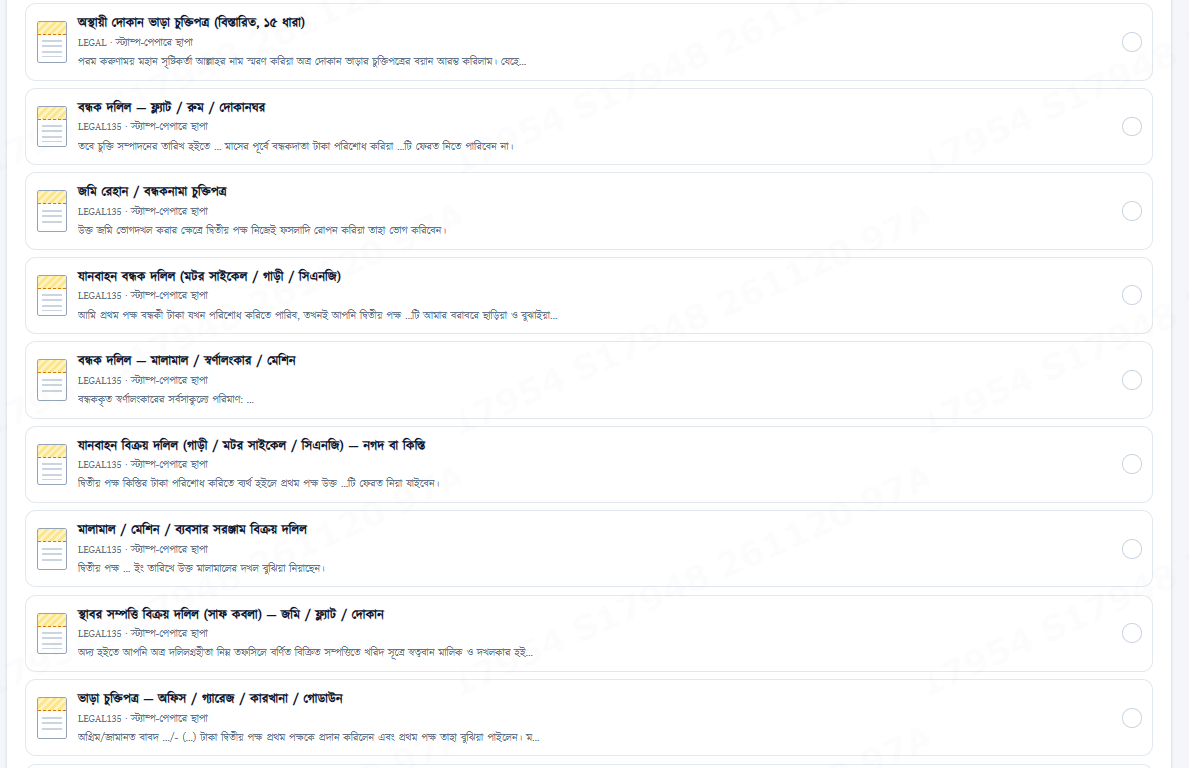 অস্থায়ী দোকান ভাড়া চুক্তিপত্র (বিস্তারিত, ১৫ ধারা)
LEGAL · স্ট্যাম্প-পেপারে ছাপা
পরম করুণাময় মহান সৃষ্টিকর্তা আল্লাহর নাম স্মরণ করিয়া অত্র দোকান ভাড়ার চুক্তিপত্রের বয়ান আরম্ভ করিলাম। যেহে...
বন্ধক দলিল — ফ্ল্যাট / রুম / দোকানঘর
LEGAL135 · স্ট্যাম্প-পেপারে ছাপা
তবে চুক্তি সম্পাদনের তারিখ হইতে ... মাসের পূর্বে বন্ধকদাতা টাকা পরিশোধ করিয়া ...টি ফেরত নিতে পারিবেন না।
জমি রেহান / বন্ধকনামা চুক্তিপত্র
LEGAL135 · স্ট্যাম্প-পেপারে ছাপা
উক্ত জমি ভোগদখল করার ক্ষেত্রে দ্বিতীয় পক্ষ নিজেই ফসলাদি রোপন করিয়া তাহা ভোগ করিবেন।
যানবাহন বন্ধক দলিল (মটর সাইকেল / গাড়ী / সিএনজি)
LEGAL135 · স্ট্যাম্প-পেপারে ছাপা
আমি প্রথম পক্ষ বন্ধকী টাকা যখন পরিশোধ করিতে পারিব, তখনই আপনি দ্বিতীয় পক্ষ ...টি আমার বরাবরে ছাড়িয়া ও বুঝাইয়া...
বন্ধক দলিল — মালামাল / স্বর্ণালংকার / মেশিন
LEGAL135 · স্ট্যাম্প-পেপারে ছাপা
বন্ধককৃত স্বর্ণালংকারের সর্বসাকুল্যে পরিমাণ: ...
যানবাহন বিক্রয় দলিল (গাড়ী / মটর সাইকেল / সিএনজি) — নগদ বা কিস্তি
LEGAL135 · স্ট্যাম্প-পেপারে ছাপা
দ্বিতীয় পক্ষ কিস্তির টাকা পরিশোধ করিতে ব্যর্থ হইলে প্রথম পক্ষ উক্ত ...টি ফেরত নিয়া যাইবেন।
মালামাল / মেশিন / ব্যবসার সরঞ্জাম বিক্রয় দলিল
LEGAL135 · স্ট্যাম্প-পেপারে ছাপা
দ্বিতীয় পক্ষ ... ইং তারিখে উক্ত মালামালের দখল বুঝিয়া নিয়াছেন।
স্থাবর সম্পত্তি বিক্রয় দলিল (সাফ কবলা) — জমি / ফ্ল্যাট / দোকান
LEGAL135 · স্ট্যাম্প-পেপারে ছাপা
অদ্য হইতে আপনি অত্র দলিলগ্রহীতা নিম্ন তফসিলে বর্ণিত বিক্রিত সম্পত্তিতে খরিদ সূত্রে স্বত্ববান মালিক ও দখলকার হই...
ভাড়া চুক্তিপত্র — অফিস / গ্যারেজ / কারখানা / গোডাউন
LEGAL135 · স্ট্যাম্প-পেপারে ছাপা
অগ্রিম/জামানত বাবদ .../- (...) টাকা দ্বিতীয় পক্ষ প্রথম পক্ষকে প্রদান করিলেন এবং প্রথম পক্ষ তাহা বুঝিয়া পাইলেন। ম...